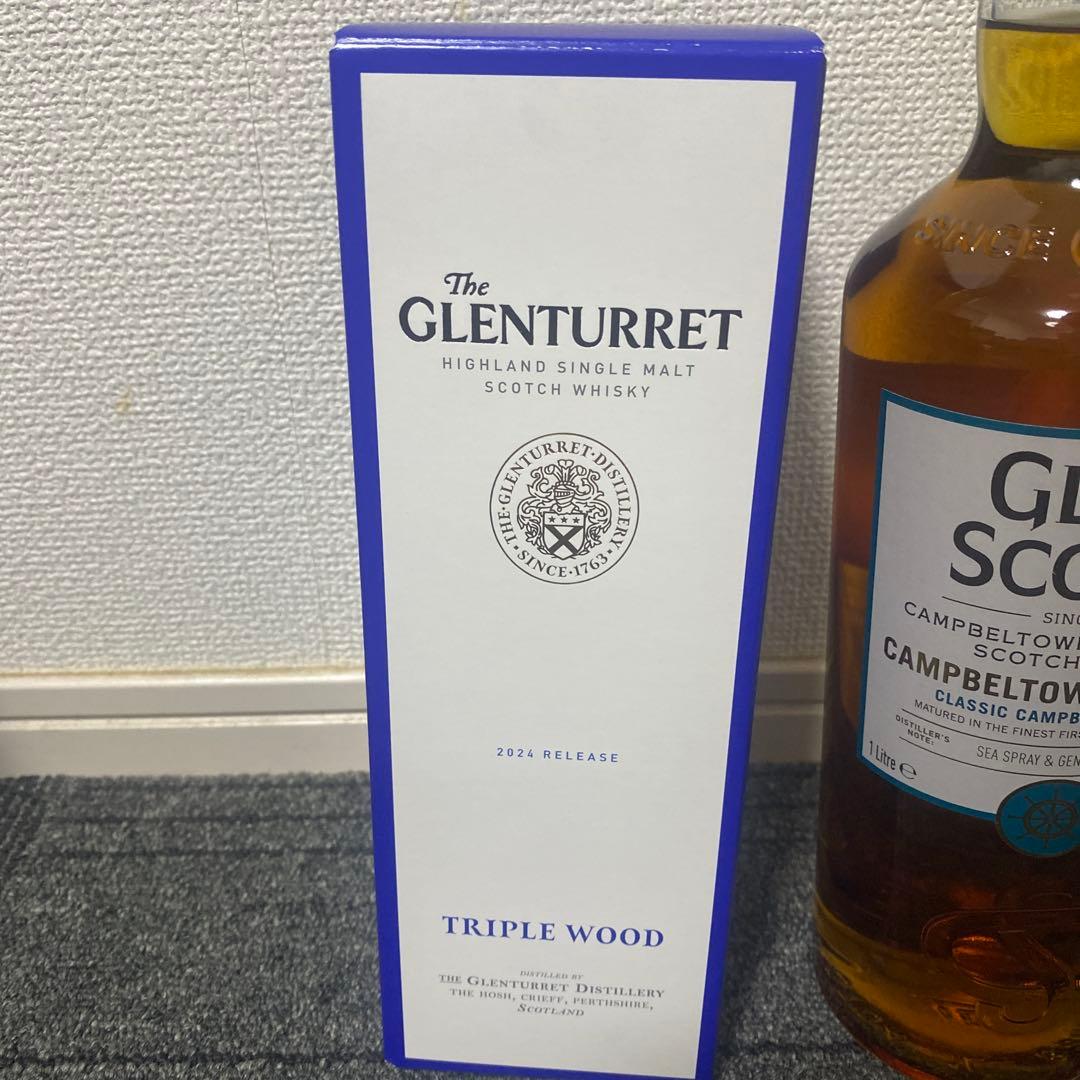 The
GLENTURRET
HIGHLAND SINGLE MALT
SCOTCH WHISKY
THE·GLENTURRET·DISTILLERY
·SINCE·1763·
2024 RELEASE
TRIPLE WOOD
DISTILLED BY
THE GLENTURRET DISTILLERY
THE HOSH, CRIEFF, PERTHSHIRE,
SCOTLAND
SINCE
SCO
CAMPBELTOWN
SCOTCH
CAMPBELTOW
CLASSIC CAMPB
MATURED IN THE FINEST FIRS
DISTILLER'S
NOTE:
SEA SPRAY & GEN
1 Litre ℮